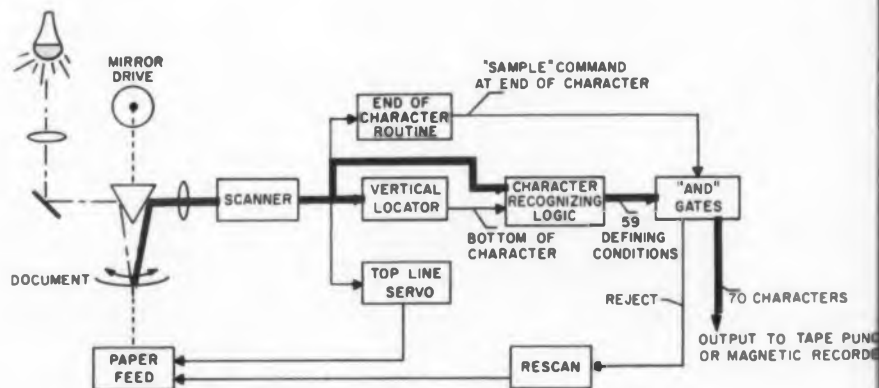 MIRROR
DRIVE
"SAMPLE" COMMAND
AT END OF CHARACTER
END OF
CHARACTER
ROUTINE
SCANNER
VERTICAL
LOCATOR
CHARACTER
RECOGNIZING
LOGIC
"AND"
GATES
BOTTOM OF
CHARACTER
59
DEFINING
CONDITIONS
DOCUMENT
TOP LINE
SERVO
REJECT
70 CHARACTERS
OUTPUT TO TAPE PUNC
OR MAGNETIC RECORDE
PAPER
FEED
RESCAN